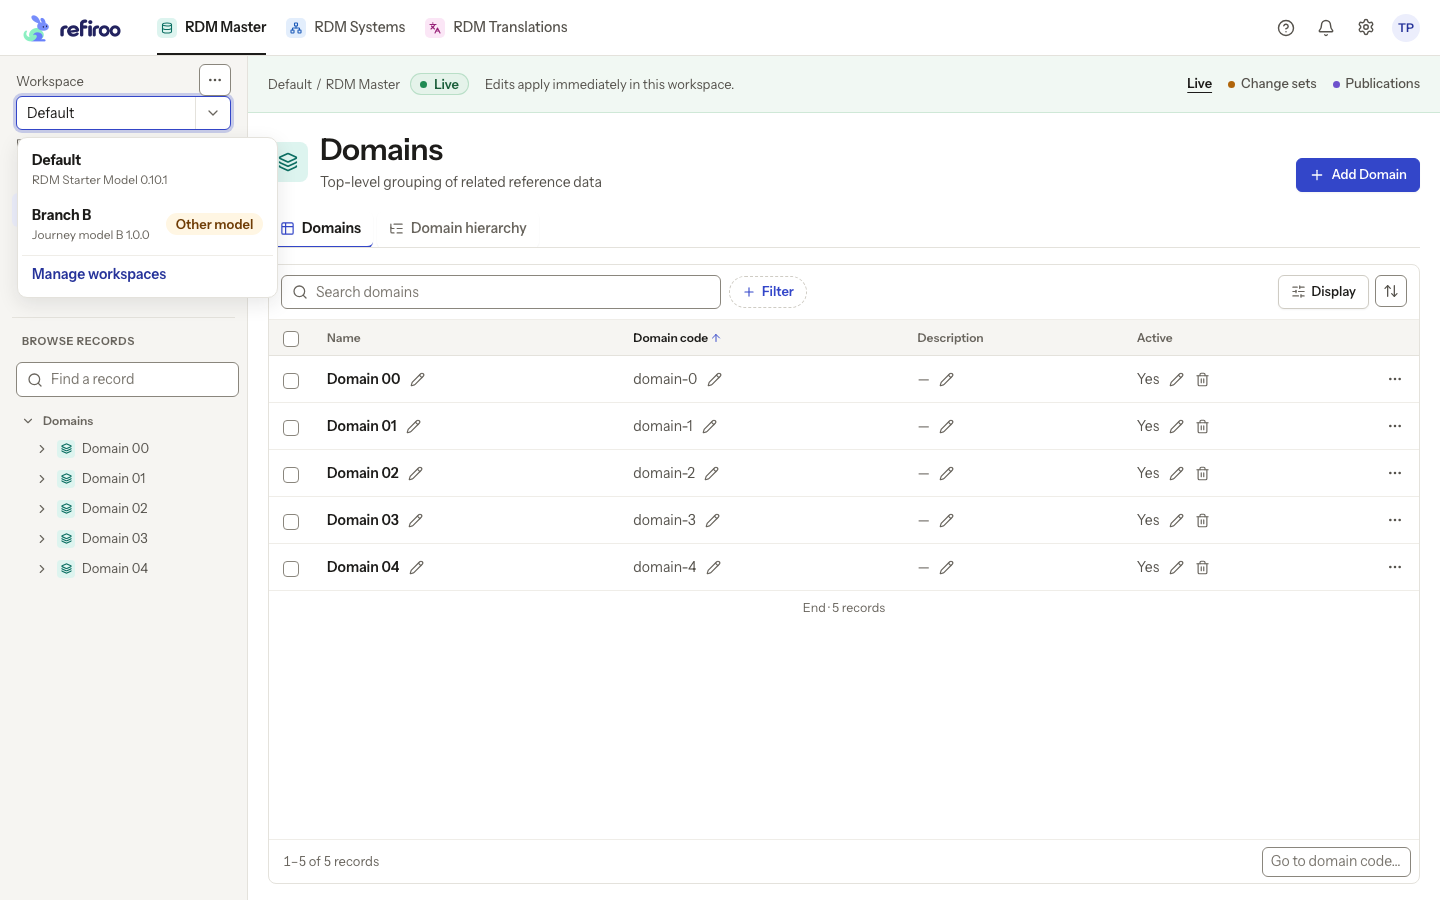 refiroo
RDM Master
RDM Systems
RDM Translations
TP
Workspace
Default
Default
RDM Starter Model 0.10.1
Branch B
Journey model B 1.0.0
Other model
Manage workspaces
BROWSE RECORDS
Find a record
Domains
Domain 00
Domain 01
Domain 02
Domain 03
Domain 04
Default / RDM Master
Live
Edits apply immediately in this workspace.
Live
Change sets
Publications
Domains
Top-level grouping of related reference data
Add Domain
Domains
Domain hierarchy
Search domains
Filter
Display
Name Domain code Description Active
Domain 00 domain-0 — Yes
Domain 01 domain-1 — Yes
Domain 02 domain-2 — Yes
Domain 03 domain-3 — Yes
Domain 04 domain-4 — Yes
End · 5 records
1–5 of 5 records
Go to domain code...